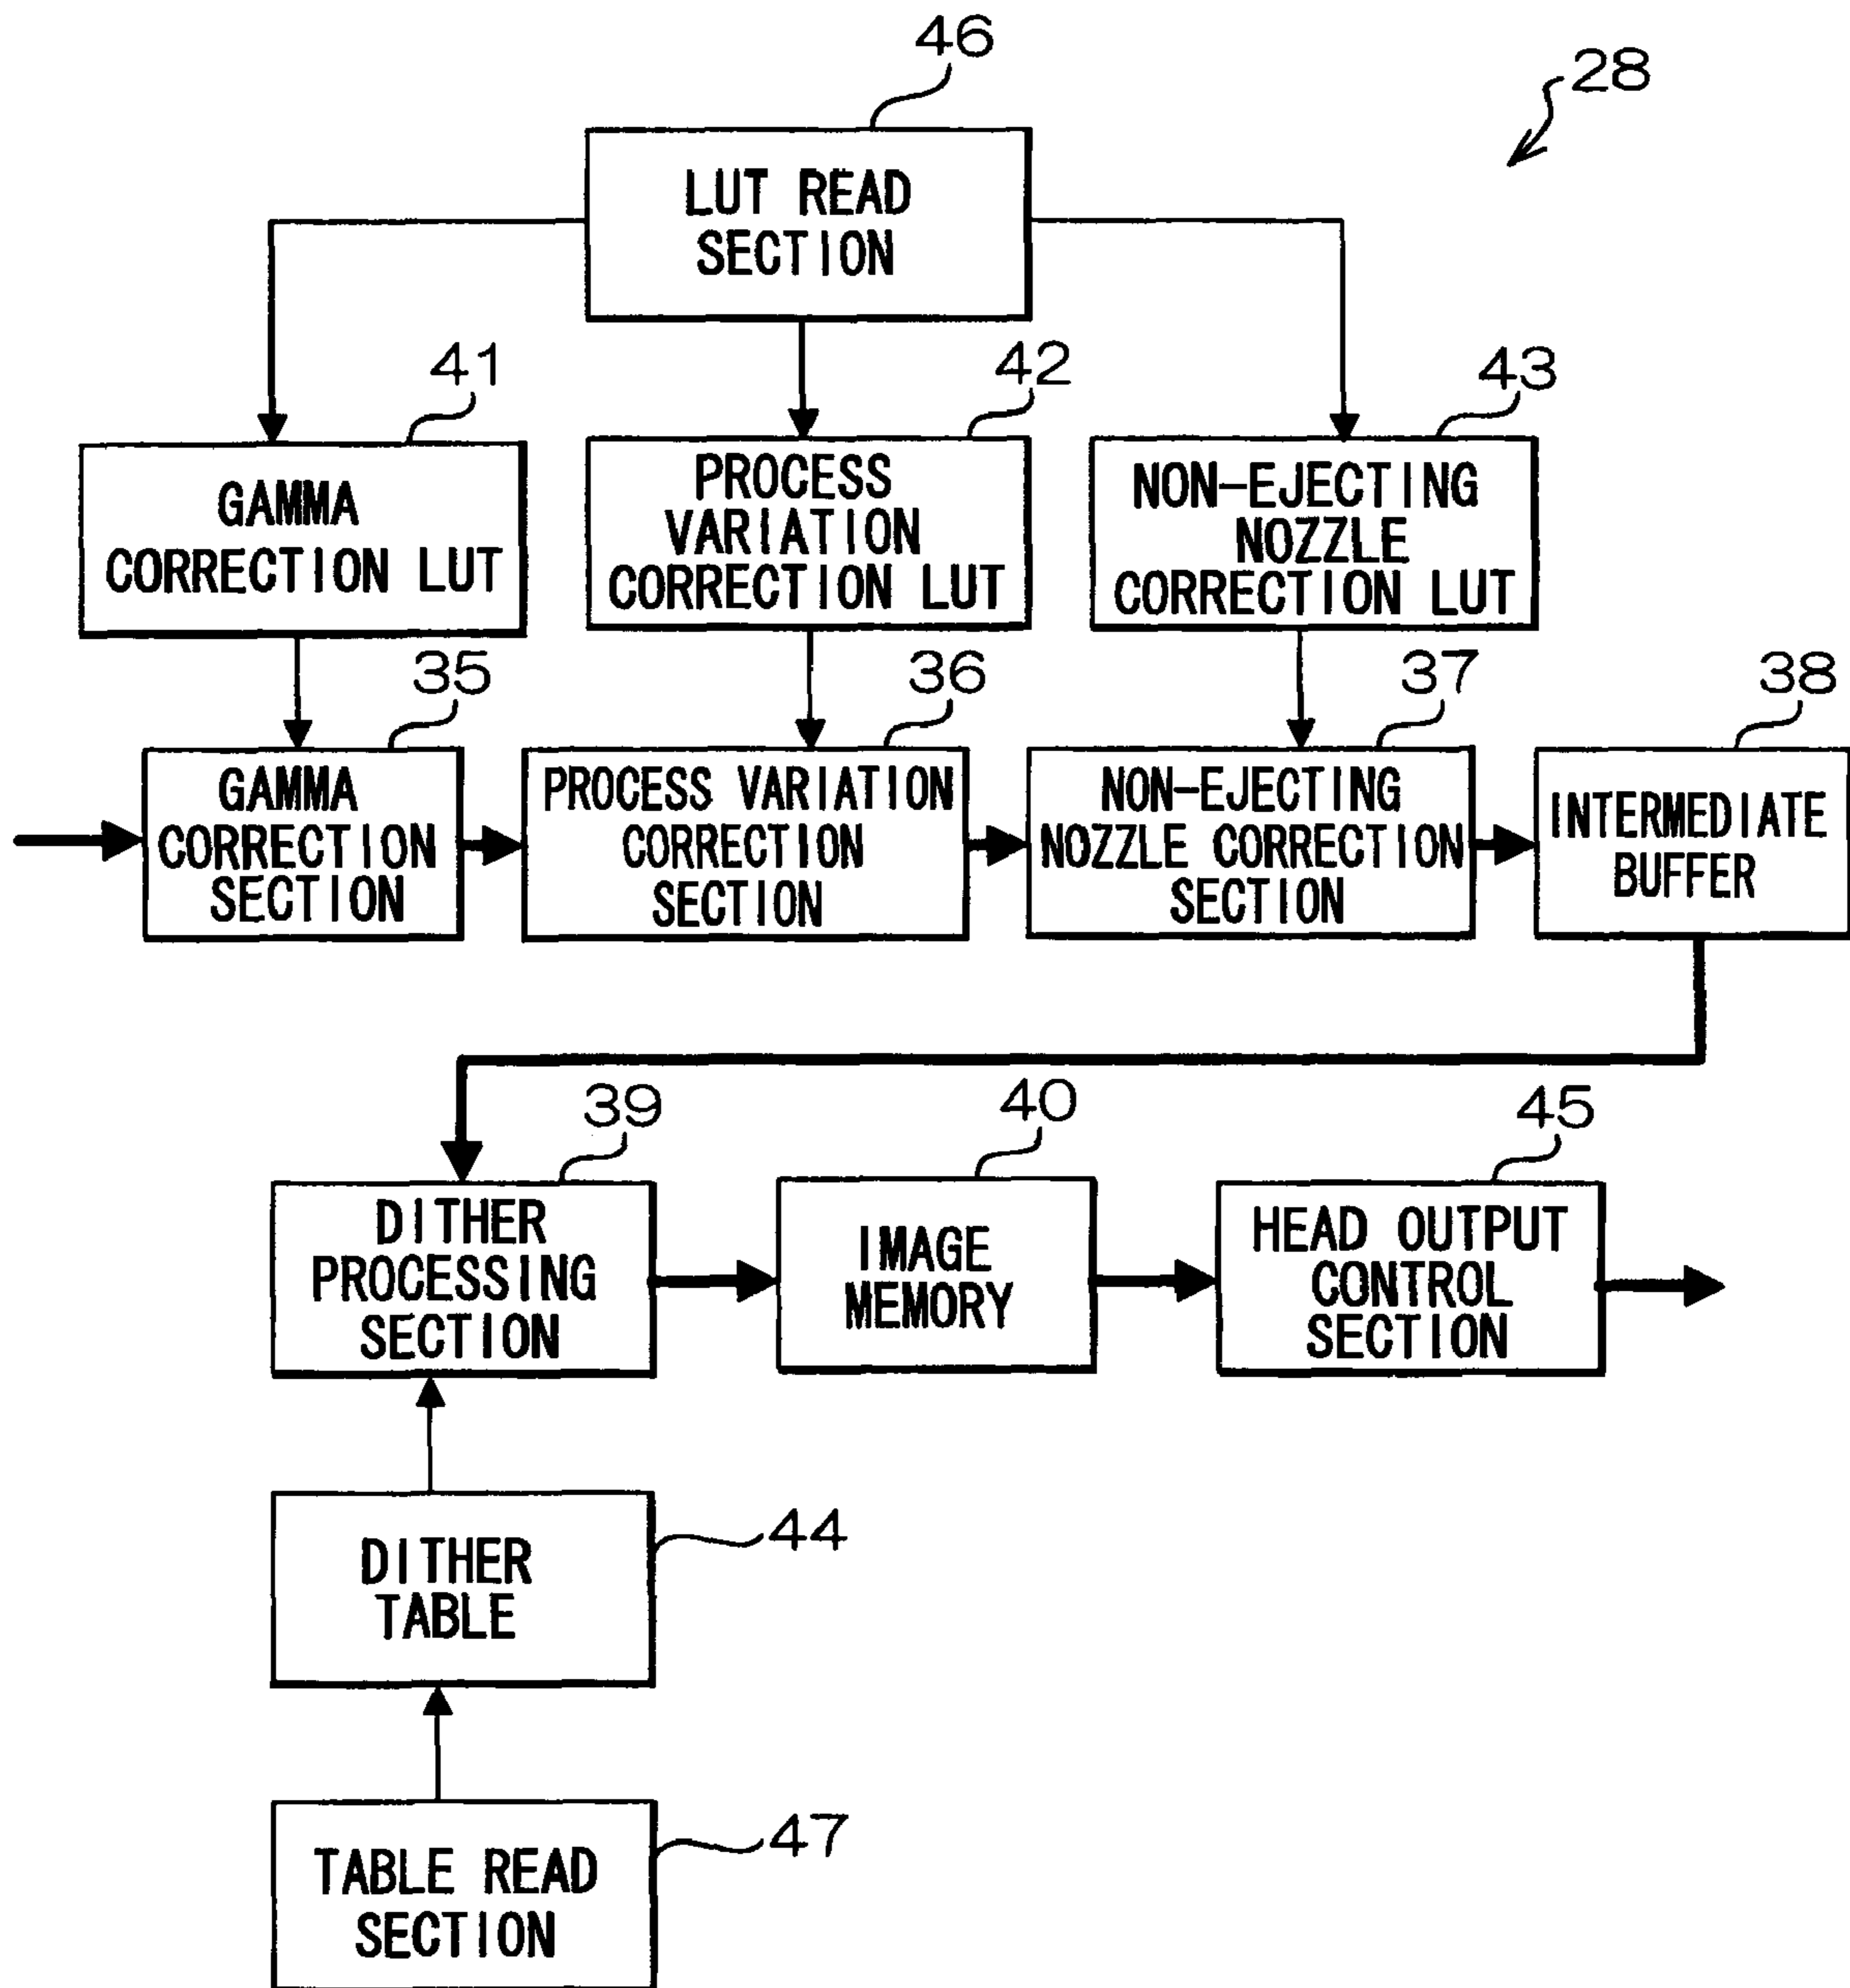 46
28
LUT READ
SECTION
41
42
43
GAMMA
CORRECTION LUT
PROCESS
VARIATION
CORRECTION LUT
NON-EJECTING
NOZZLE
CORRECTION LUT
35
36
37
38
GAMMA
CORRECTION
SECTION
PROCESS VARIATION
CORRECTION
SECTION
NON-EJECTING
NOZZLE CORRECTION
SECTION
INTERMEDIATE
BUFFER
39
40
45
DITHER
PROCESSING
SECTION
IMAGE
MEMORY
HEAD OUTPUT
CONTROL
SECTION
44
DITHER
TABLE
47
TABLE READ
SECTION